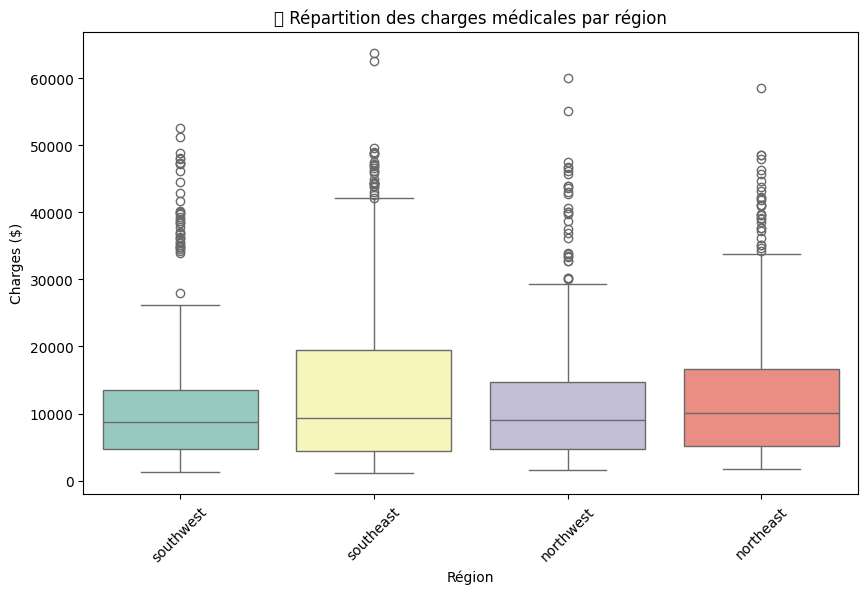 Répartition des charges médicales par région
Charges ($)
60000
50000
40000
30000
20000
10000
0
southwest
southeast
northwest
northeast
Région